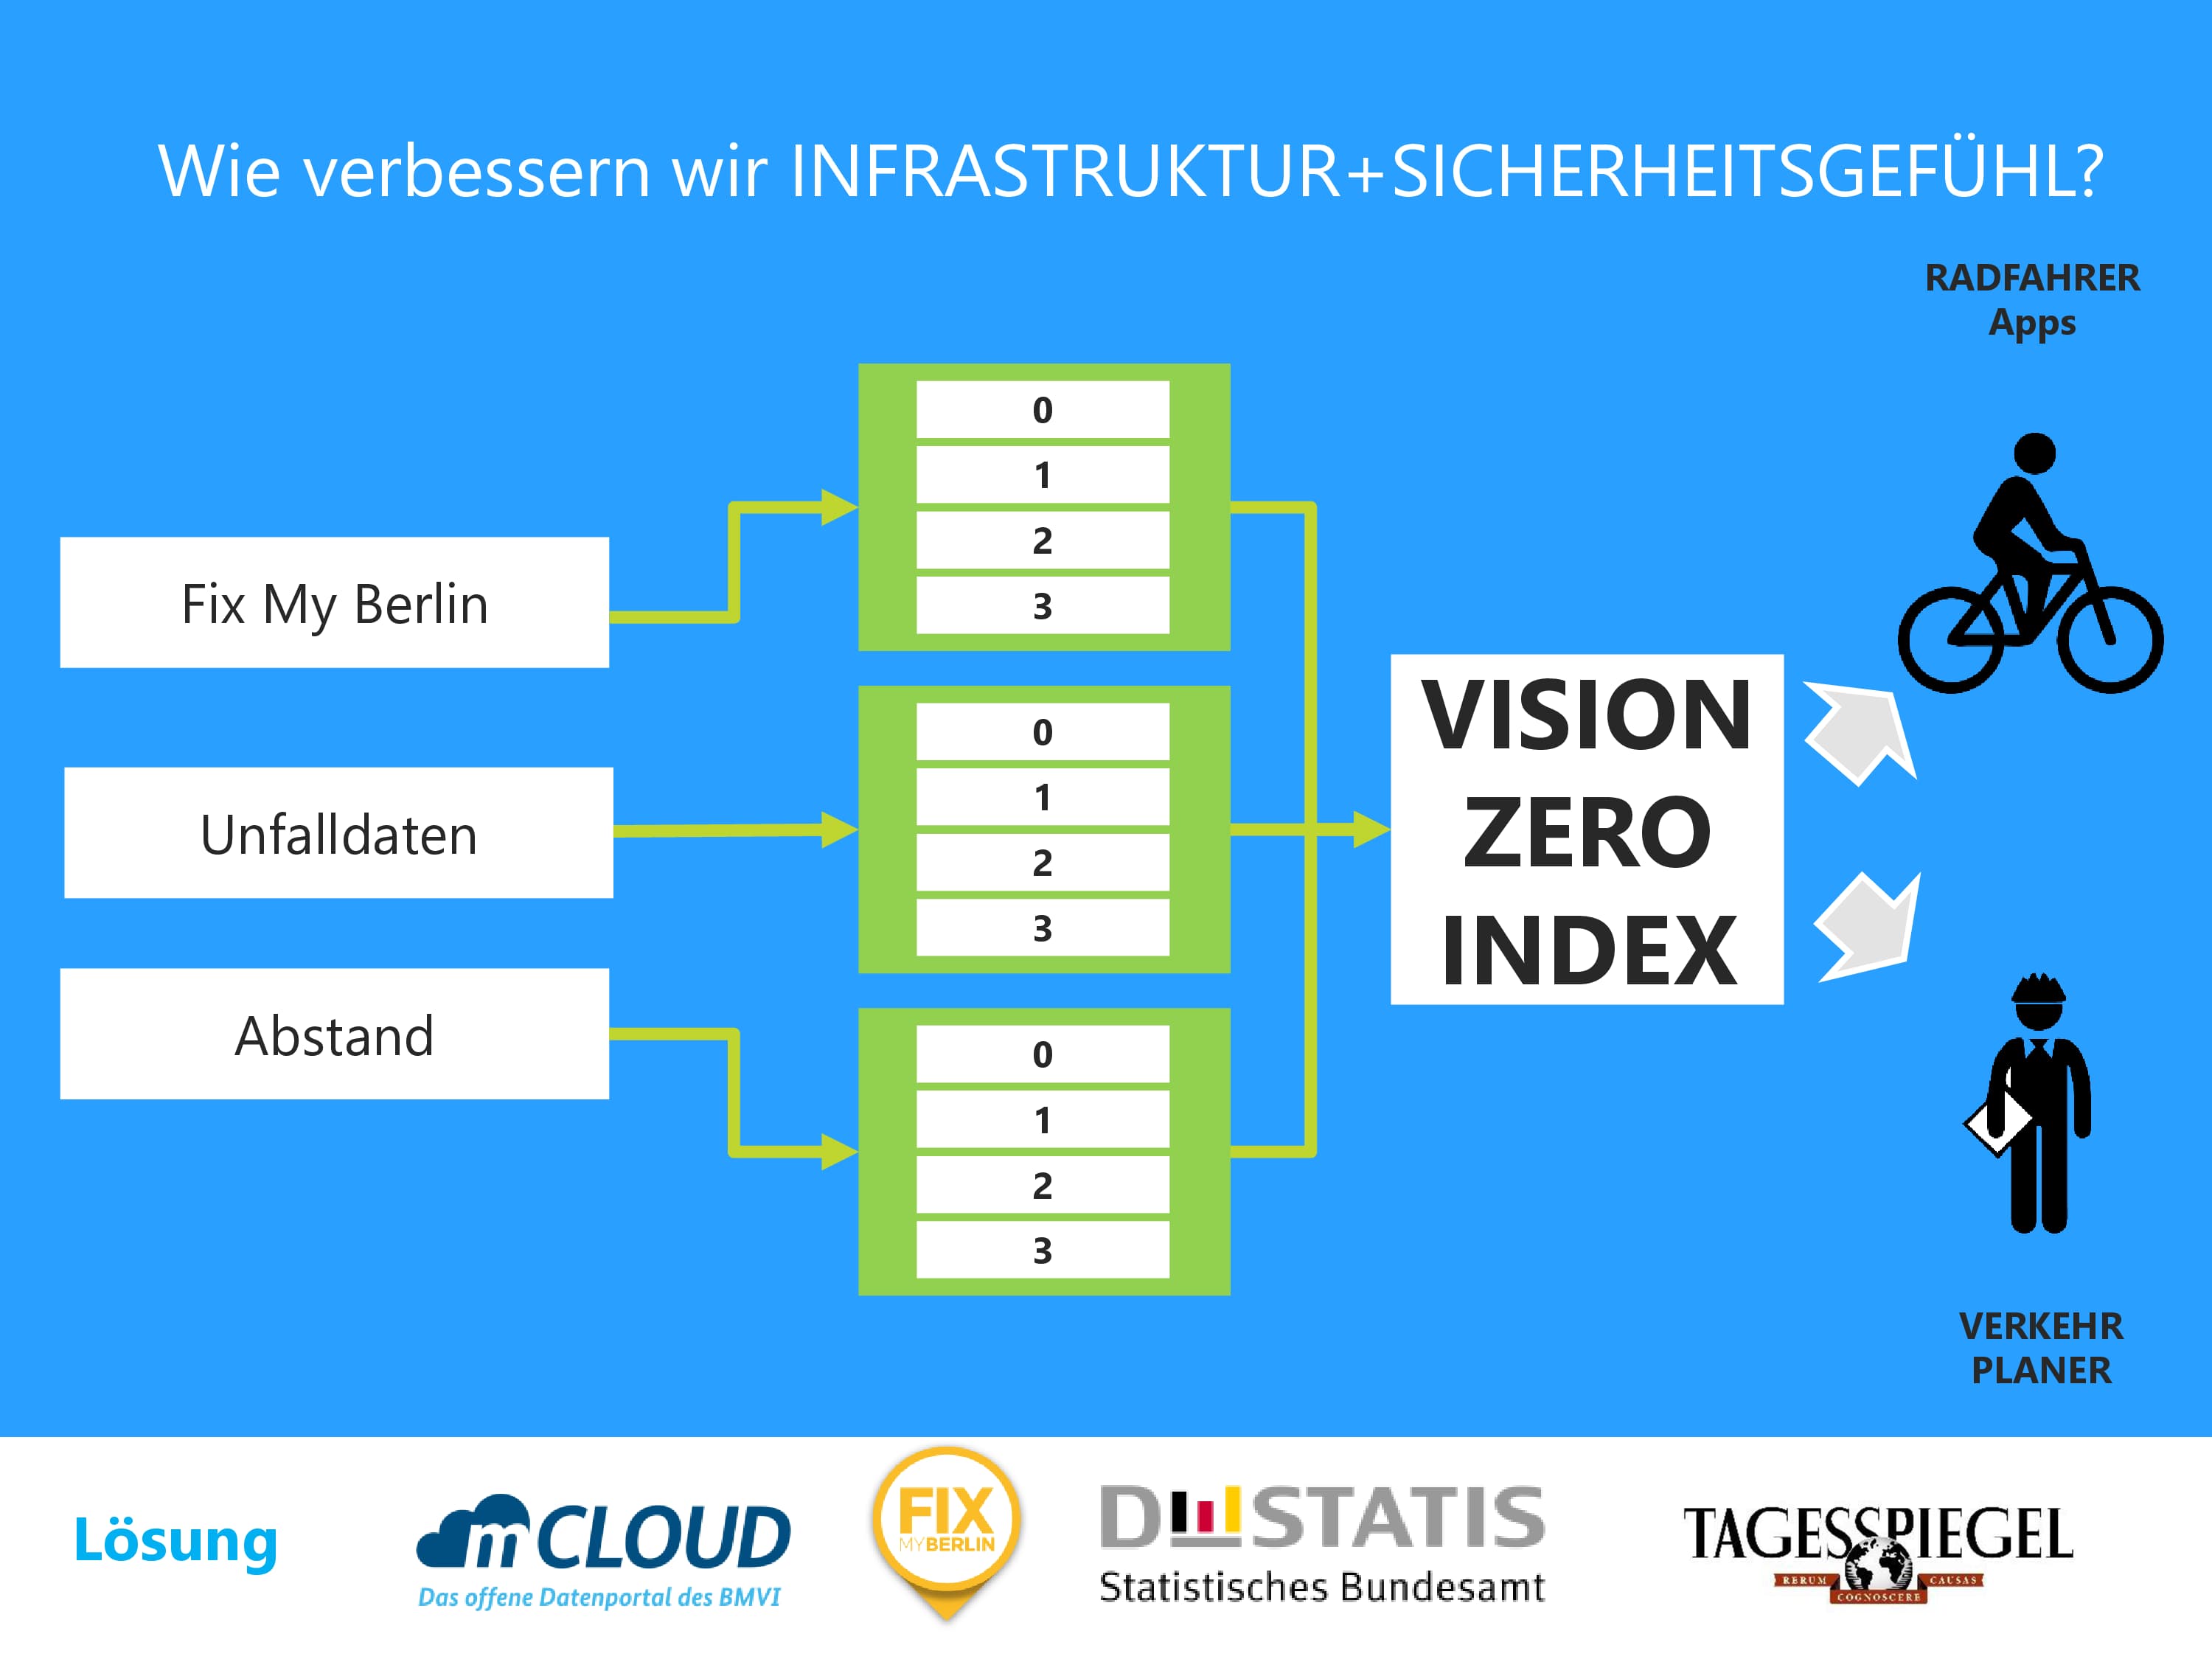 Wie verbessern wir INFRASTRUKTUR+SICHERHEITSGEFÜHL?
RADFAHRER
Apps
Fix My Berlin
Unfalldaten
Abstand
0
1
2
3
0
1
2
3
0
1
2
3
VISION
ZERO
INDEX
VERKEHR
PLANER
Lösung
mCLOUD
Das offene Datenportal des BMVI
FIX
MYBERLIN
DESTATIS
Statistisches Bundesamt
TAGESSPIEGEL
RERUM
CAUSAS
COGNOSCERE